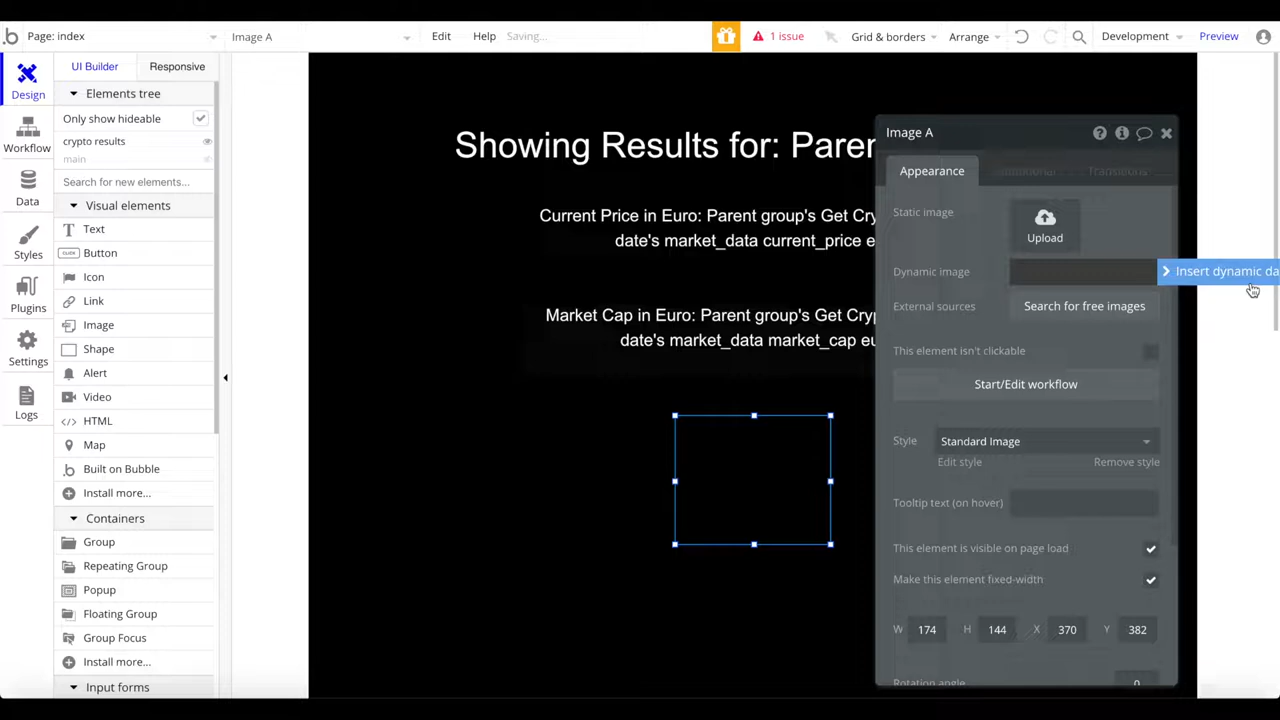 b Page: index Image A Edit Help Saving... 1 issue Grid & borders Arrange Development Preview
Design
Workflow
Data
Styles
Plugins
Settings
Logs
UI Builder Responsive
Elements tree
Only show hideable
crypto results
main
Search for new elements...
Visual elements
Text
CLICK Button
Icon
Link
Image
Shape
Alert
Video
</> HTML
Map
Built on Bubble
Install more...
Containers
Group
Repeating Group
Popup
Floating Group
Group Focus
Install more...
Input forms
Showing Results for: Paren
Current Price in Euro: Parent group's Get C
date's market_data current_price e
Market Cap in Euro: Parent group's Get Cryp
date's market_data market_cap eu
Image A
Appearance Conditional Transitions
Static image
Upload
Dynamic image Insert dynamic da
External sources Search for free images
This element isn't clickable
Start/Edit workflow
Style Standard Image
Edit style Remove style
Tooltip text (on hover)
This element is visible on page load
Make this element fixed-width
W 174 H 144 X 370 Y 382
Rotation angle 0